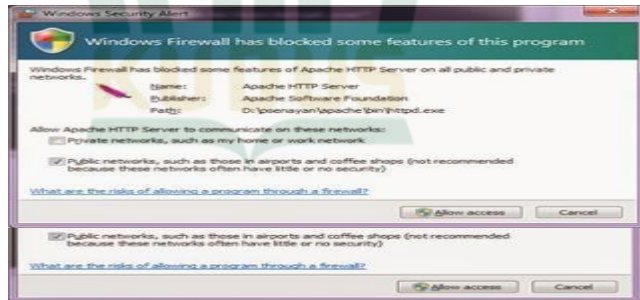 Windows Security Alert
Windows Firewall has blocked some features of this program
Windows Firewall has blocked some features of Apache HTTP Server on all public and private
networks.
Name: Apache HTTP Server
Publisher: Apache Software Foundation
Path: D:\psenayan\apache\bin\httpd.exe
Allow Apache HTTP Server to communicate on these networks:
Private networks, such as my home or work network
Public networks, such as those in airports and coffee shops (not recommended
because these networks often have little or no security)
What are the risks of allowing a program through a firewall?
Allow access Cancel
Public networks, such as those in airports and coffee shops (not recommended
because these networks often have little or no security)
What are the risks of allowing a program through a firewall?
Allow access Cancel